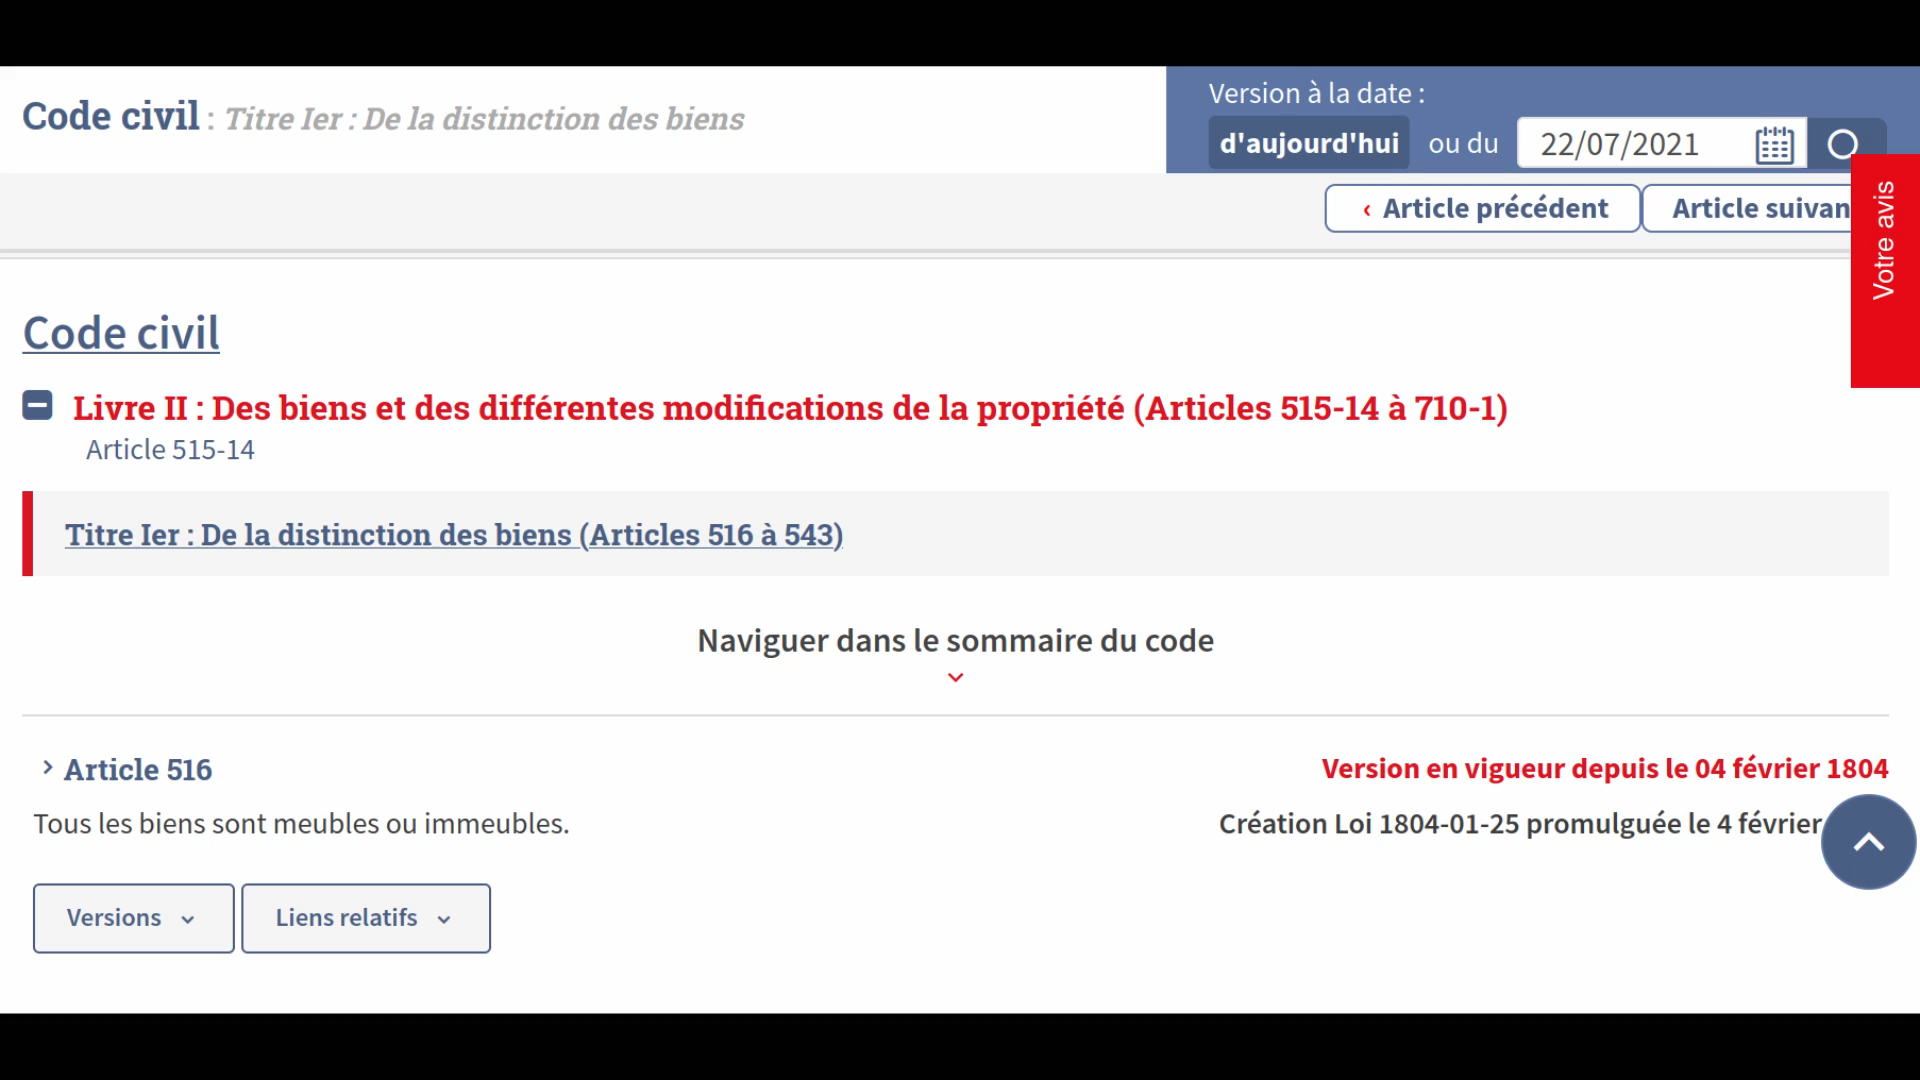 Code civil : Titre Ier : De la distinction des biens
Version à la date :
d'aujourd'hui ou du 22/07/2021
‹ Article précédent Article suivan
Votre avis
Code civil
Livre II : Des biens et des différentes modifications de la propriété (Articles 515-14 à 710-1)
Article 515-14
Titre Ier : De la distinction des biens (Articles 516 à 543)
Naviguer dans le sommaire du code
Article 516
Version en vigueur depuis le 04 février 1804
Tous les biens sont meubles ou immeubles.
Création Loi 1804-01-25 promulguée le 4 février
Versions Liens relatifs